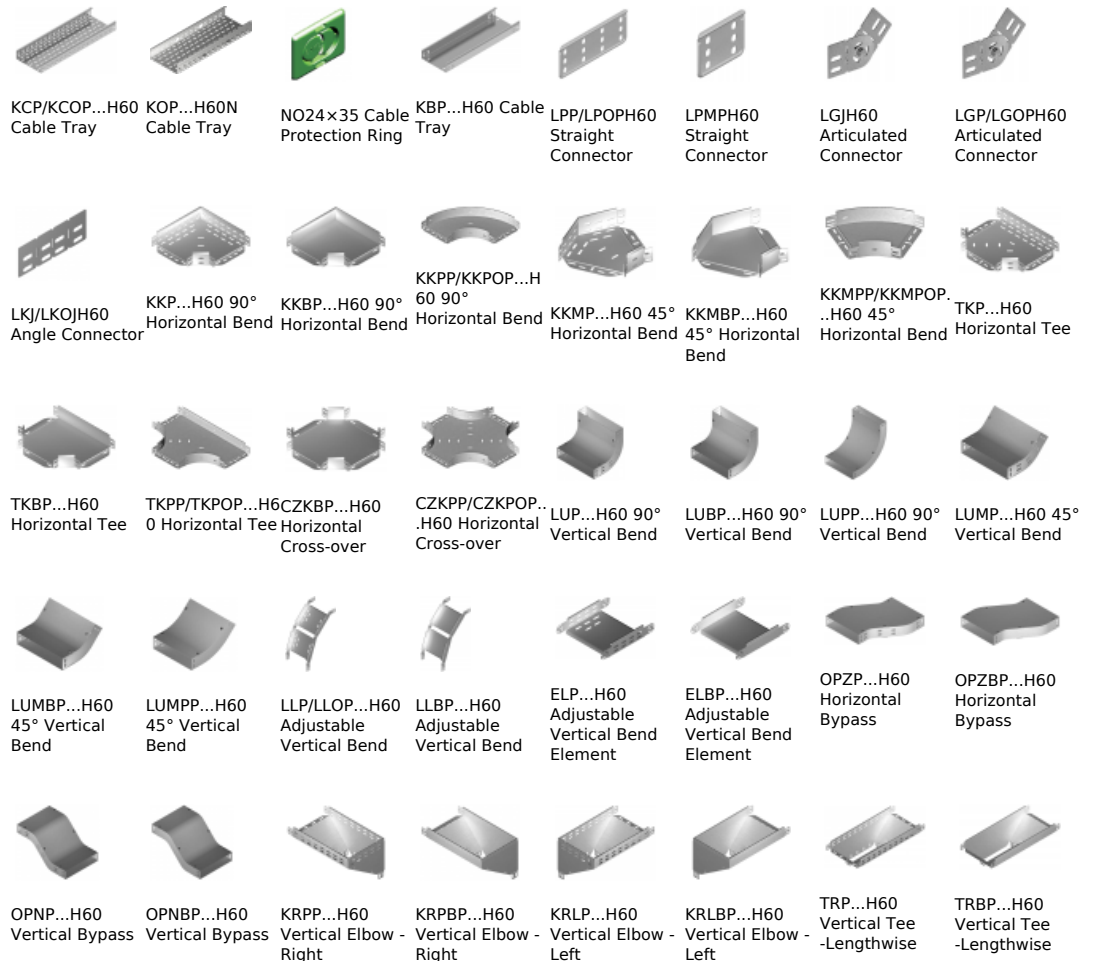 KCP/KCOP...H60
Cable Tray
KOP...H60N
Cable Tray
NO24×35 Cable
Protection Ring
KBP...H60 Cable
Tray
LPP/LPOPH60
Straight
Connector
LPMPH60
Straight
Connector
LGJH60
Articulated
Connector
LGP/LGOPH60
Articulated
Connector
LKJ/LKOJH60
Angle Connector
KKP...H60 90°
Horizontal Bend
KKBP...H60 90°
Horizontal Bend
KKPP/KKPOP...H
60 90°
Horizontal Bend
KKMP...H60 45°
Horizontal Bend
KKMBP...H60
45° Horizontal
Bend
KKMPP/KKMPOP.
..H60 45°
Horizontal Bend
TKP...H60
Horizontal Tee
TKBP...H60
Horizontal Tee
TKPP/TKPOP...H6
0 Horizontal Tee
CZKBP...H60
Horizontal
Cross-over
CZKPP/CZKPOP..
.H60 Horizontal
Cross-over
LUP...H60 90°
Vertical Bend
LUBP...H60 90°
Vertical Bend
LUPP...H60 90°
Vertical Bend
LUMP...H60 45°
Vertical Bend
LUMBP...H60
45° Vertical
Bend
LUMPP...H60
45° Vertical
Bend
LLP/LLOP...H60
Adjustable
Vertical Bend
LLBP...H60
Adjustable
Vertical Bend
ELP...H60
Adjustable
Vertical Bend
Element
ELBP...H60
Adjustable
Vertical Bend
Element
OPZP...H60
Horizontal
Bypass
OPZBP...H60
Horizontal
Bypass
OPNP...H60
Vertical Bypass
OPNBP...H60
Vertical Bypass
KRPP...H60
Vertical Elbow -
Right
KRPBP...H60
Vertical Elbow -
Right
KRLP...H60
Vertical Elbow -
Left
KRLBP...H60
Vertical Elbow -
Left
TRP...H60
Vertical Tee
-Lengthwise
TRBP...H60
Vertical Tee
-Lengthwise